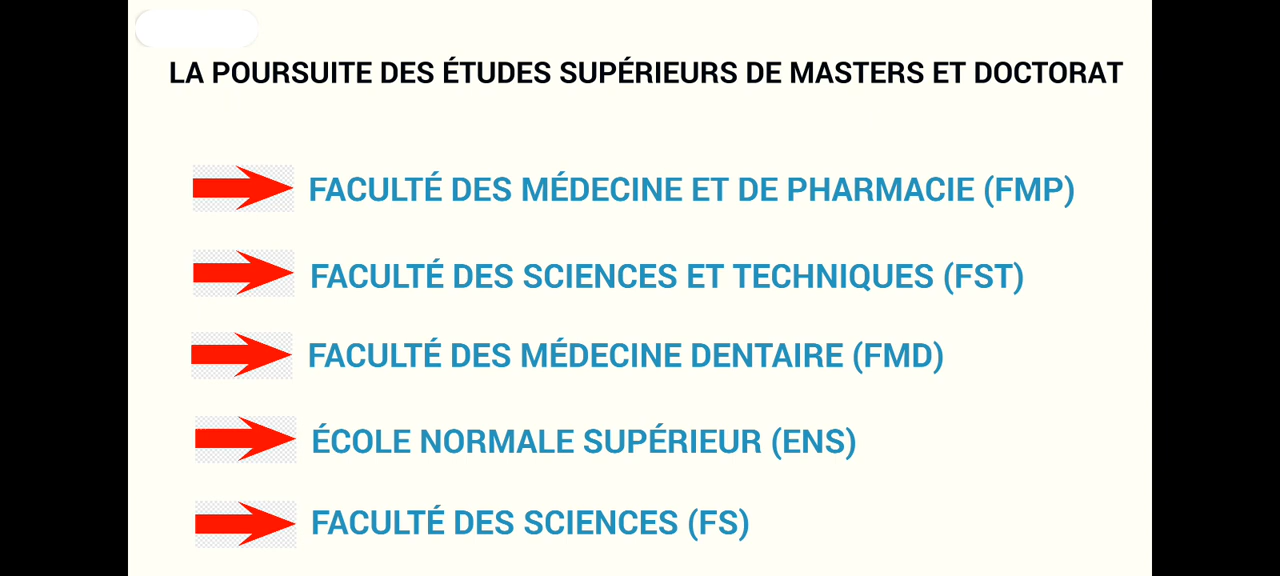 LA POURSUITE DES ÉTUDES SUPÉRIEURS DE MASTERS ET DOCTORAT
FACULTÉ DES MÉDECINE ET DE PHARMACIE (FMP)
FACULTÉ DES SCIENCES ET TECHNIQUES (FST)
FACULTÉ DES MÉDECINE DENTAIRE (FMD)
ÉCOLE NORMALE SUPÉRIEUR (ENS)
FACULTÉ DES SCIENCES (FS)